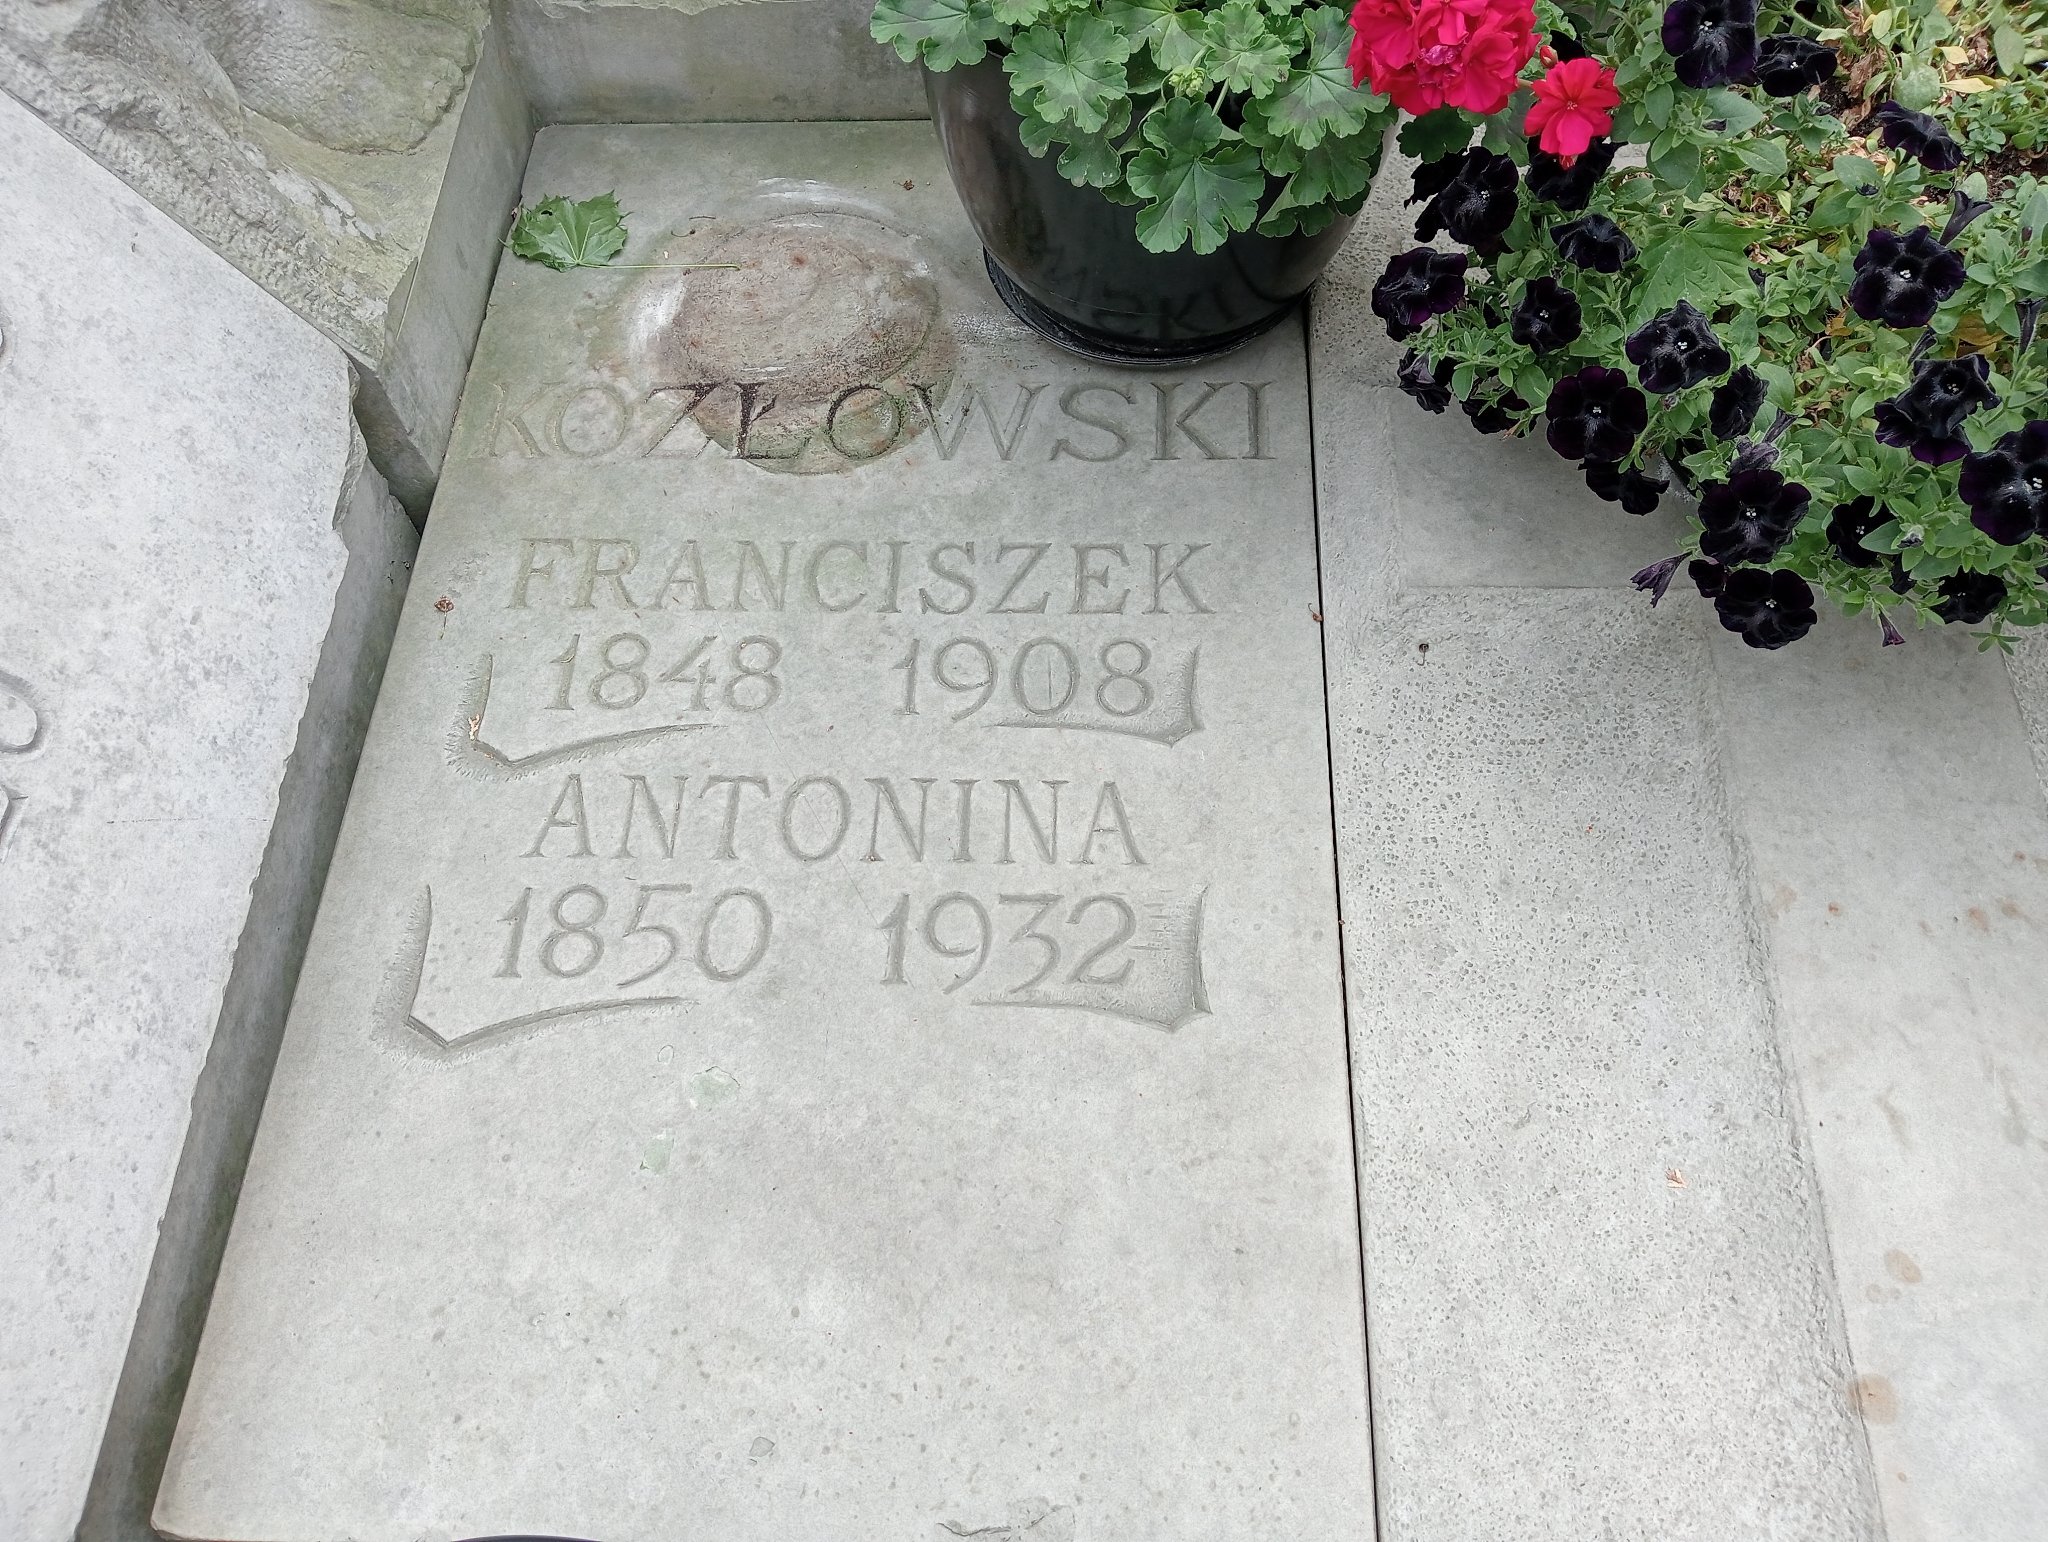 KOZŁOWSKI
FRANCISZEK
1848 1908
ANTONINA
1850 1932